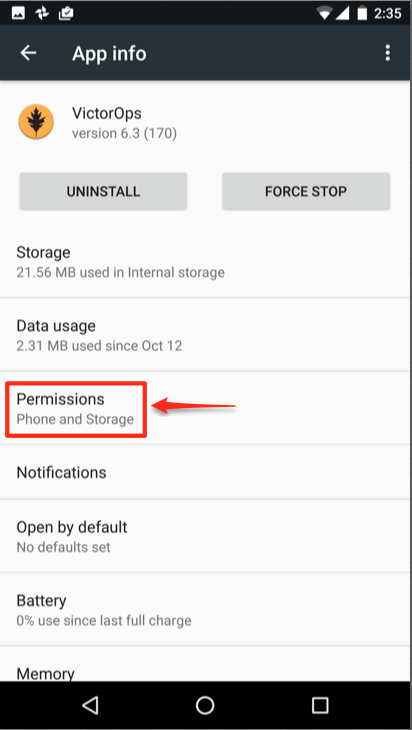 2:35
App info
VictorOps
version 6.3 (170)
UNINSTALL
FORCE STOP
Storage
21.56 MB used in Internal storage
Data usage
2.31 MB used since Oct 12
Permissions
Phone and Storage
Notifications
Open by default
No defaults set
Battery
0% use since last full charge
Memory